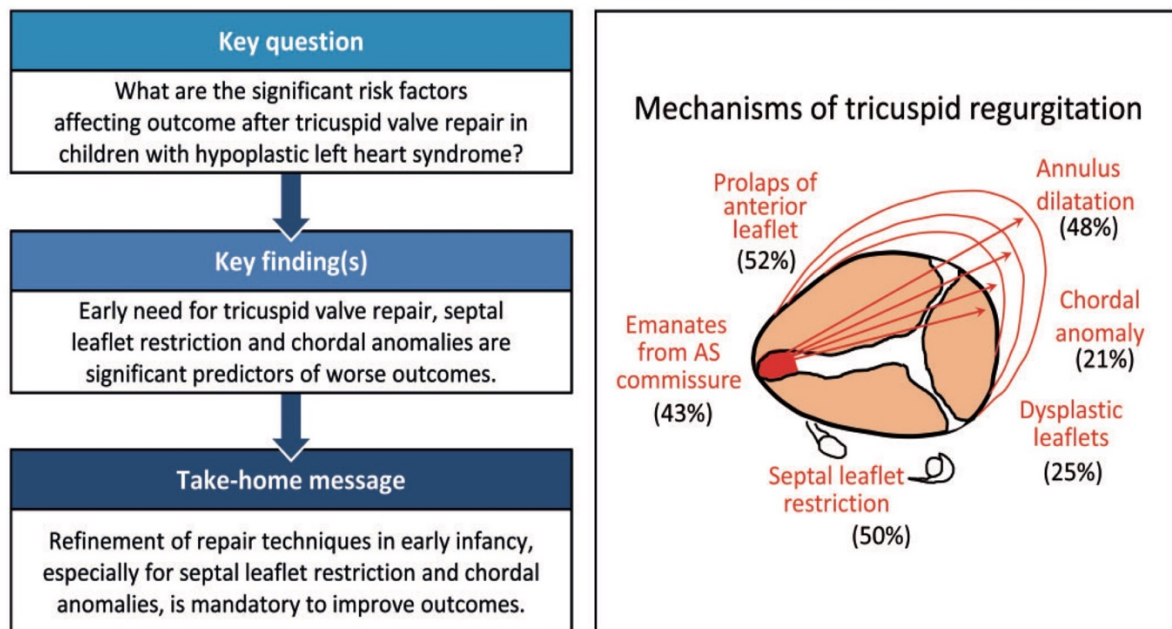 Key question
What are the significant risk factors
affecting outcome after tricuspid valve repair in
children with hypoplastic left heart syndrome?
Key finding(s)
Early need for tricuspid valve repair, septal
leaflet restriction and chordal anomalies are
significant predictors of worse outcomes.
Take-home message
Refinement of repair techniques in early infancy,
especially for septal leaflet restriction and chordal
anomalies, is mandatory to improve outcomes.
Mechanisms of tricuspid regurgitation
Prolaps of
anterior
leaflet
(52%)
Annulus
dilatation
(48%)
Emanates
from AS
commissure
(43%)
Chordal
anomaly
(21%)
Dysplastic
leaflets
(25%)
Septal leaflet
restriction
(50%)